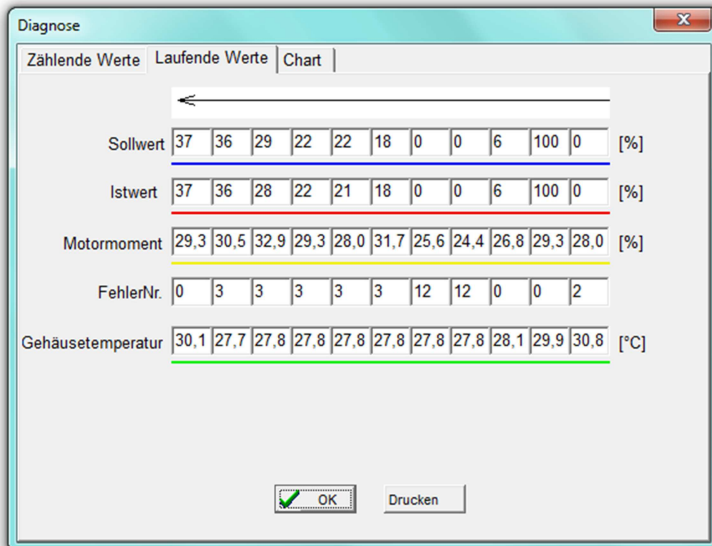 Diagnose
Zählende Werte Laufende Werte Chart
Sollwert 37 36 29 22 22 18 0 0 6 100 0 [%]
Istwert 37 36 28 22 21 18 0 0 6 100 0 [%]
Motormoment 29,3 30,5 32,9 29,3 28,0 31,7 25,6 24,4 26,8 29,3 28,0 [%]
FehlerNr. 0 3 3 3 3 3 12 12 0 0 2
Gehäusetemperatur 30,1 27,7 27,8 27,8 27,8 27,8 27,8 27,8 28,1 29,9 30,8 [°C]
OK Drucken